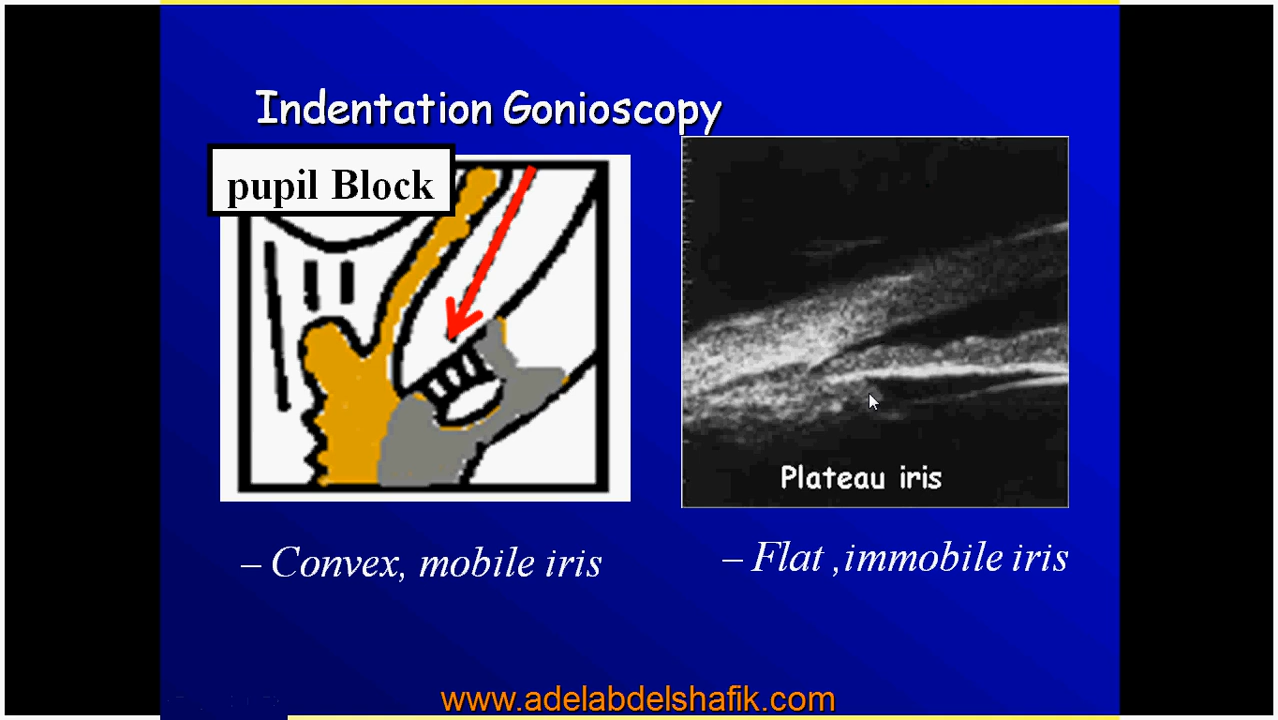 Indentation Gonioscopy
pupil Block
Plateau iris
– Convex, mobile iris
– Flat ,immobile iris
www.adelabdelshafik.com